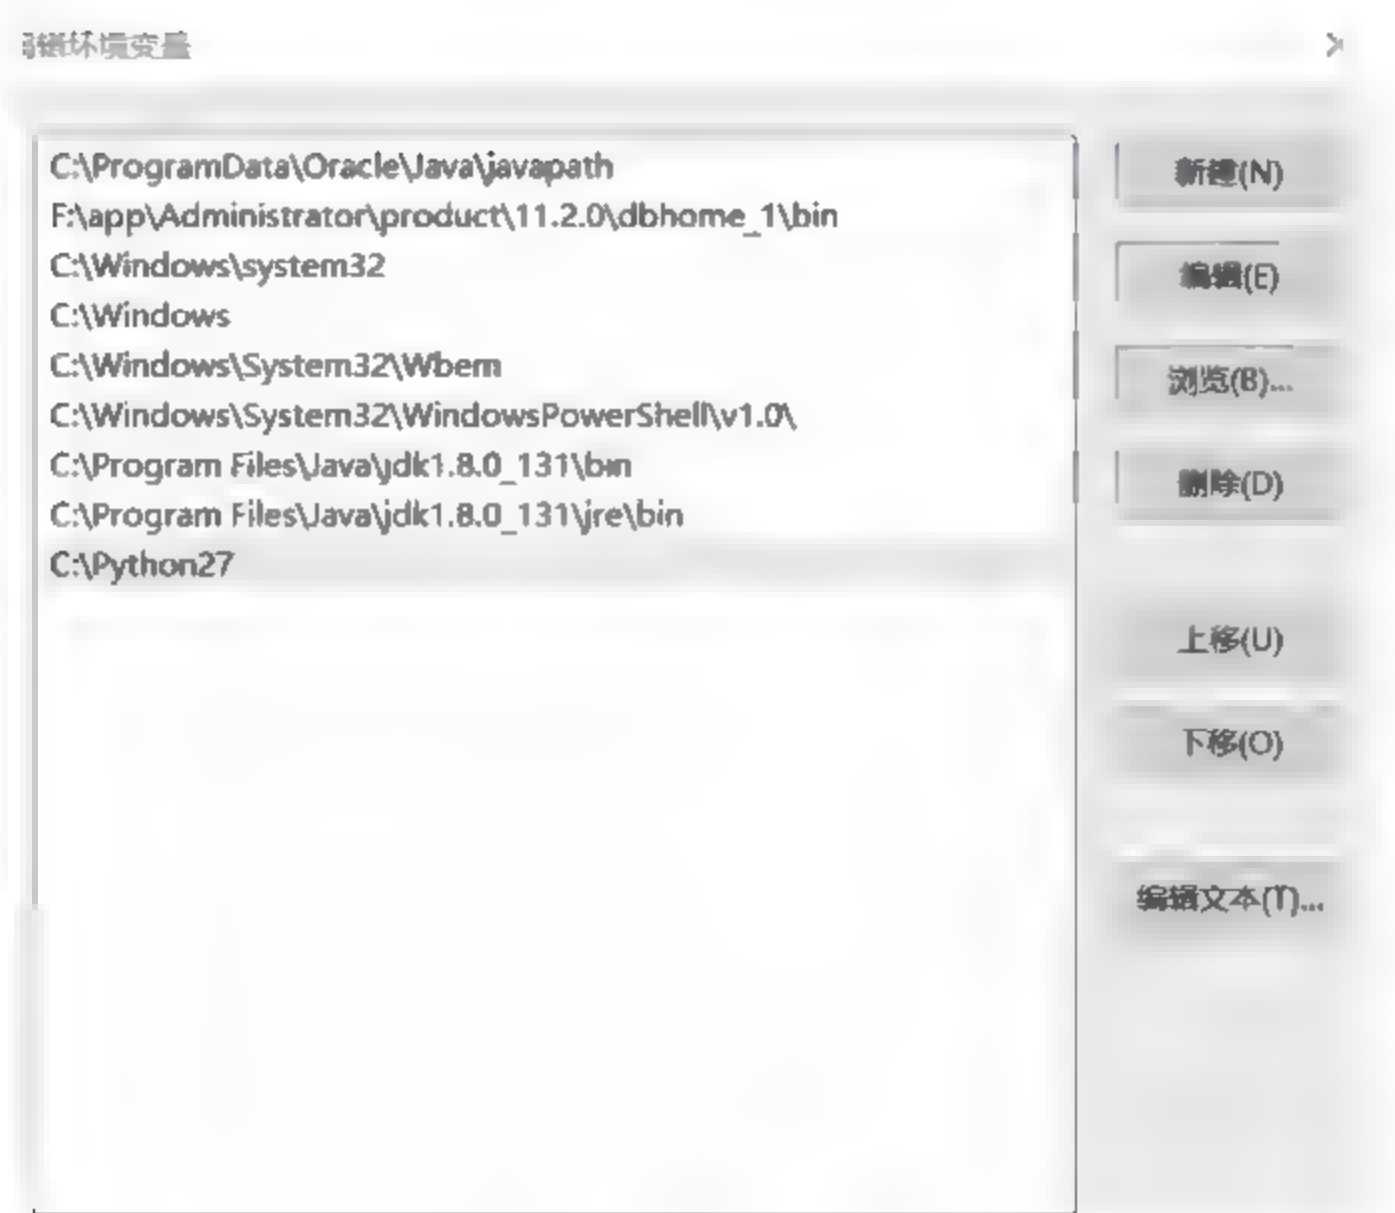 编辑环境变量
C:\ProgramData\Oracle\Java\javapath
F:\app\Administrator\product\11.2.0\dbhome_1\bin
C:\Windows\system32
C:\Windows
C:\Windows\System32\Wbem
C:\Windows\System32\WindowsPowerShell\v1.0\
C:\Program Files\Java\jdk1.8.0_131\bin
C:\Program Files\Java\jdk1.8.0_131\jre\bin
C:\Python27
新建(N)
编辑(E)
浏览(B)...
删除(D)
上移(U)
下移(O)
编辑文本(T)...